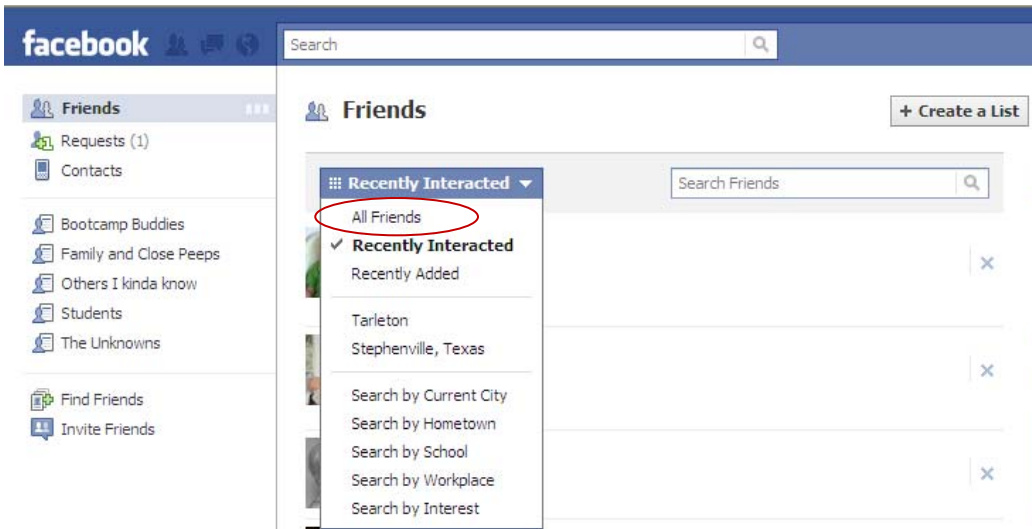 facebook
Search
Friends
Requests (1)
Contacts
Bootcamp Buddies
Family and Close Peeps
Others I kinda know
Students
The Unknowns
Find Friends
Invite Friends
Friends
+ Create a List
Recently Interacted
Search Friends
All Friends
Recently Interacted
Recently Added
Tarleton
Stephenville, Texas
Search by Current City
Search by Hometown
Search by School
Search by Workplace
Search by Interest